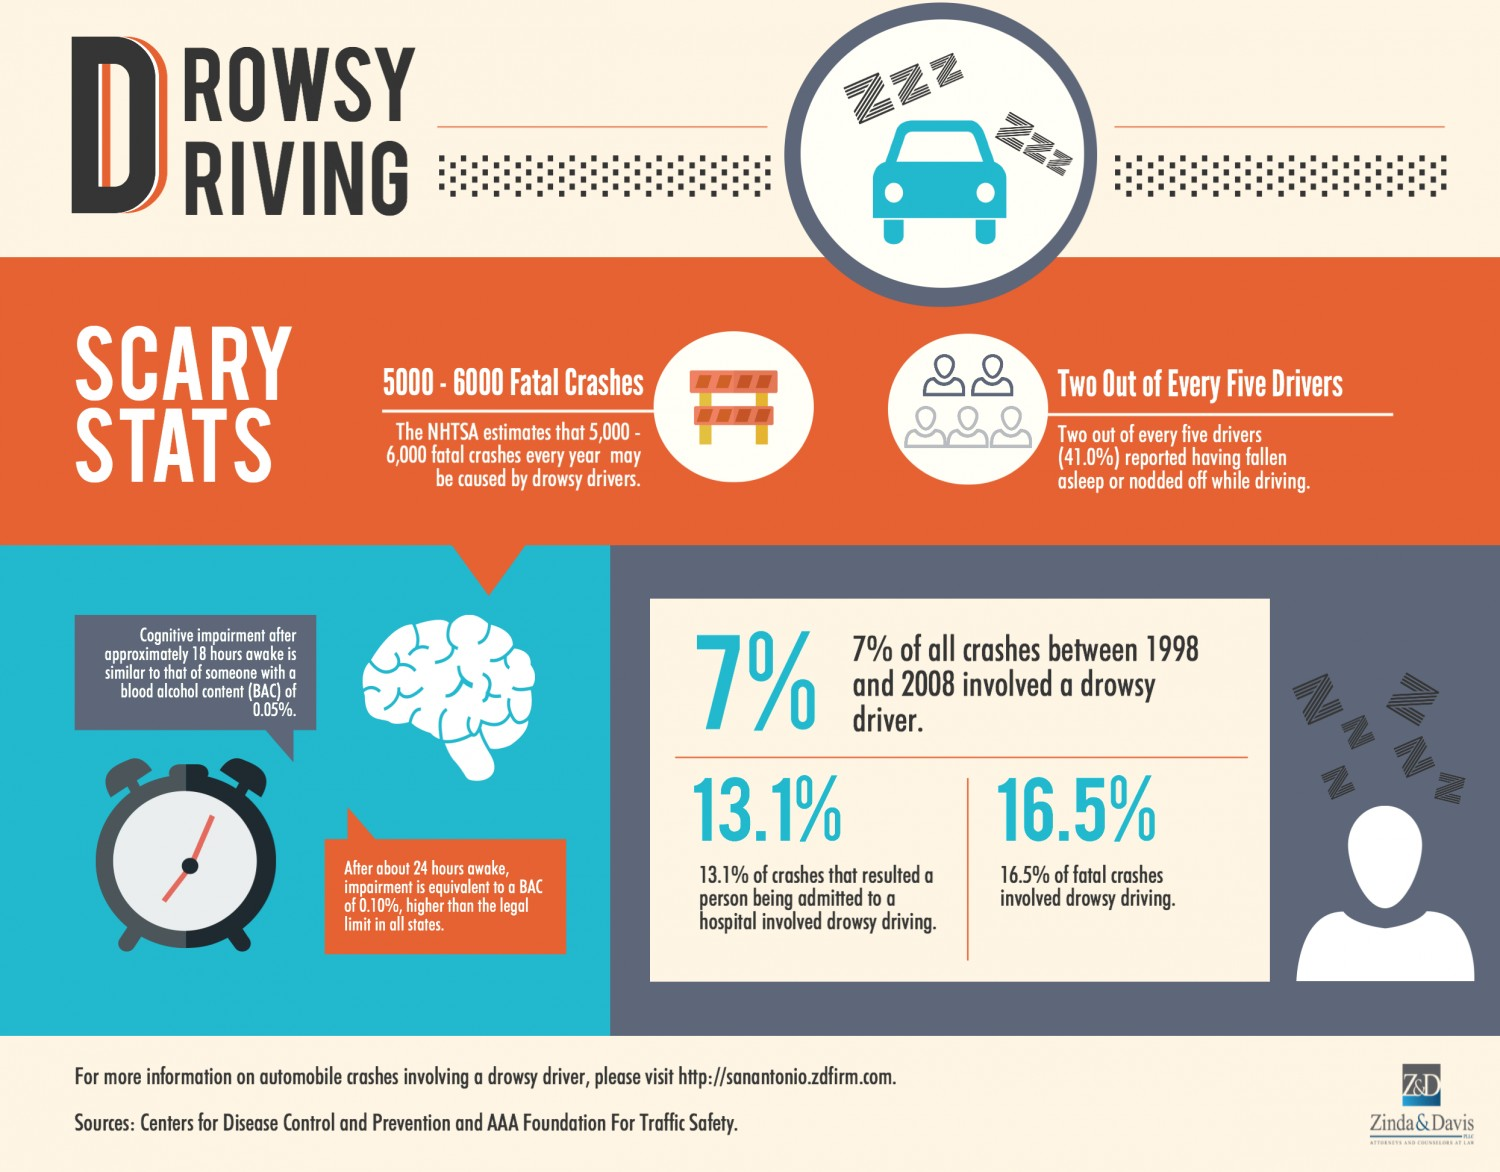 DROWSY
DRIVING
ZZZ
ZZZ
SCARY
STATS
5000 - 6000 Fatal Crashes
The NHTSA estimates that 5,000 -
6,000 fatal crashes every year may
be caused by drowsy drivers.
Two Out of Every Five Drivers
Two out of every five drivers
(41.0%) reported having fallen
asleep or nodded off while driving.
Cognitive impairment after
approximately 18 hours awake is
similar to that of someone with a
blood alcohol content (BAC) of
0.05%.
After about 24 hours awake,
impairment is equivalent to a BAC
of 0.10%, higher than the legal
limit in all states.
7%
7% of all crashes between 1998
and 2008 involved a drowsy
driver.
13.1%
13.1% of crashes that resulted a
person being admitted to a
hospital involved drowsy driving.
16.5%
16.5% of fatal crashes
involved drowsy driving.
Z Z Z Z Z Z
For more information on automobile crashes involving a drowsy driver, please visit http://sanantonio.zdfirm.com.
Sources: Centers for Disease Control and Prevention and AAA Foundation For Traffic Safety.
Z&D
Zinda&Davis
PLLC
ATTORNEYS AND COUNSELORS AT LAW